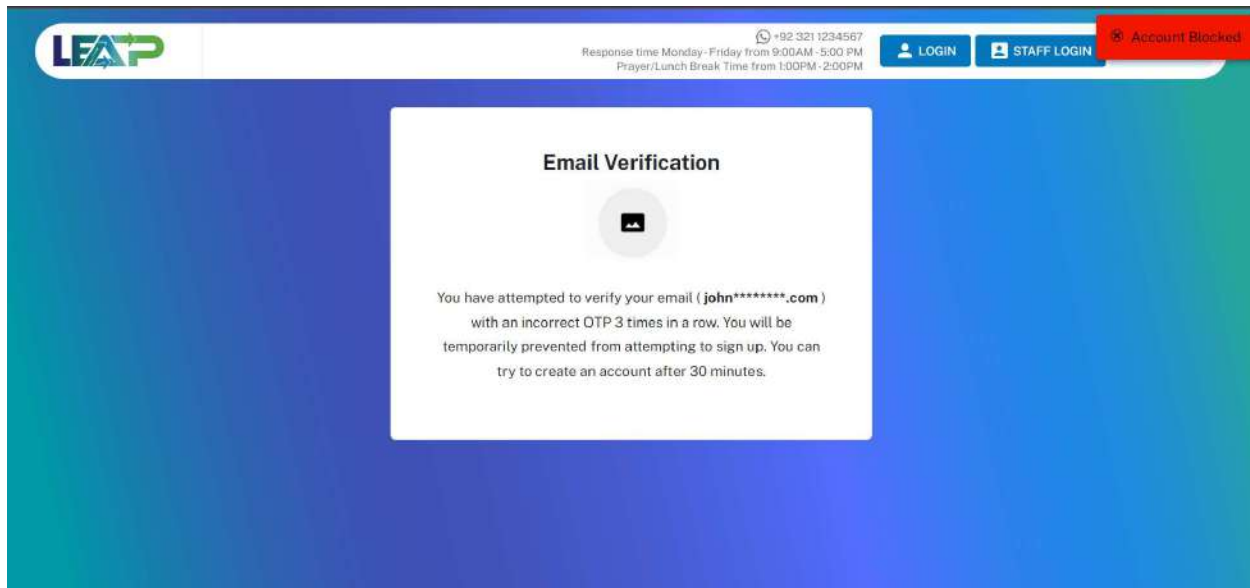 LEAP
+92 321 1234567
Response time Monday-Friday from 9:00AM-5:00 PM
Prayer/Lunch Break Time from 1:00PM-2:00PM
LOGIN
STAFF LOGIN
Account Blocked
Email Verification
You have attempted to verify your email ( john********.com )
with an incorrect OTP 3 times in a row. You will be
temporarily prevented from attempting to sign up. You can
try to create an account after 30 minutes.